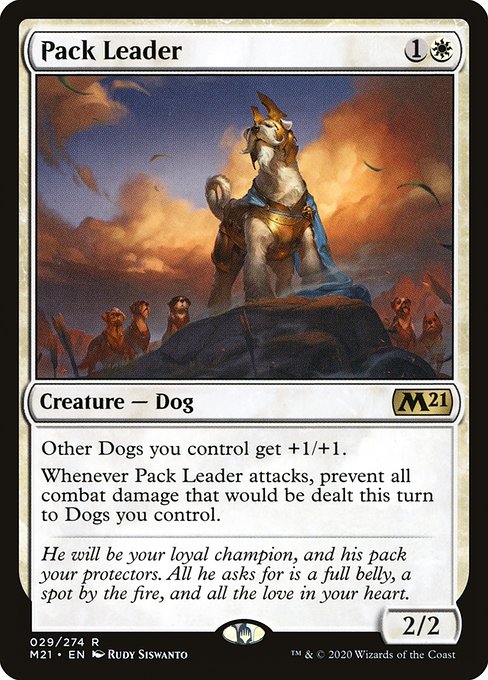 Pack Leader 1
Creature — Dog M21
Other Dogs you control get +1/+1.
Whenever Pack Leader attacks, prevent all
combat damage that would be dealt this turn
to Dogs you control.
He will be your loyal champion, and his pack
your protectors. All he asks for is a full belly, a
spot by the fire, and all the love in your heart.
2/2
029/274 R
M21 • EN Rudy Siswanto ™ & © 2020 Wizards of the Coast